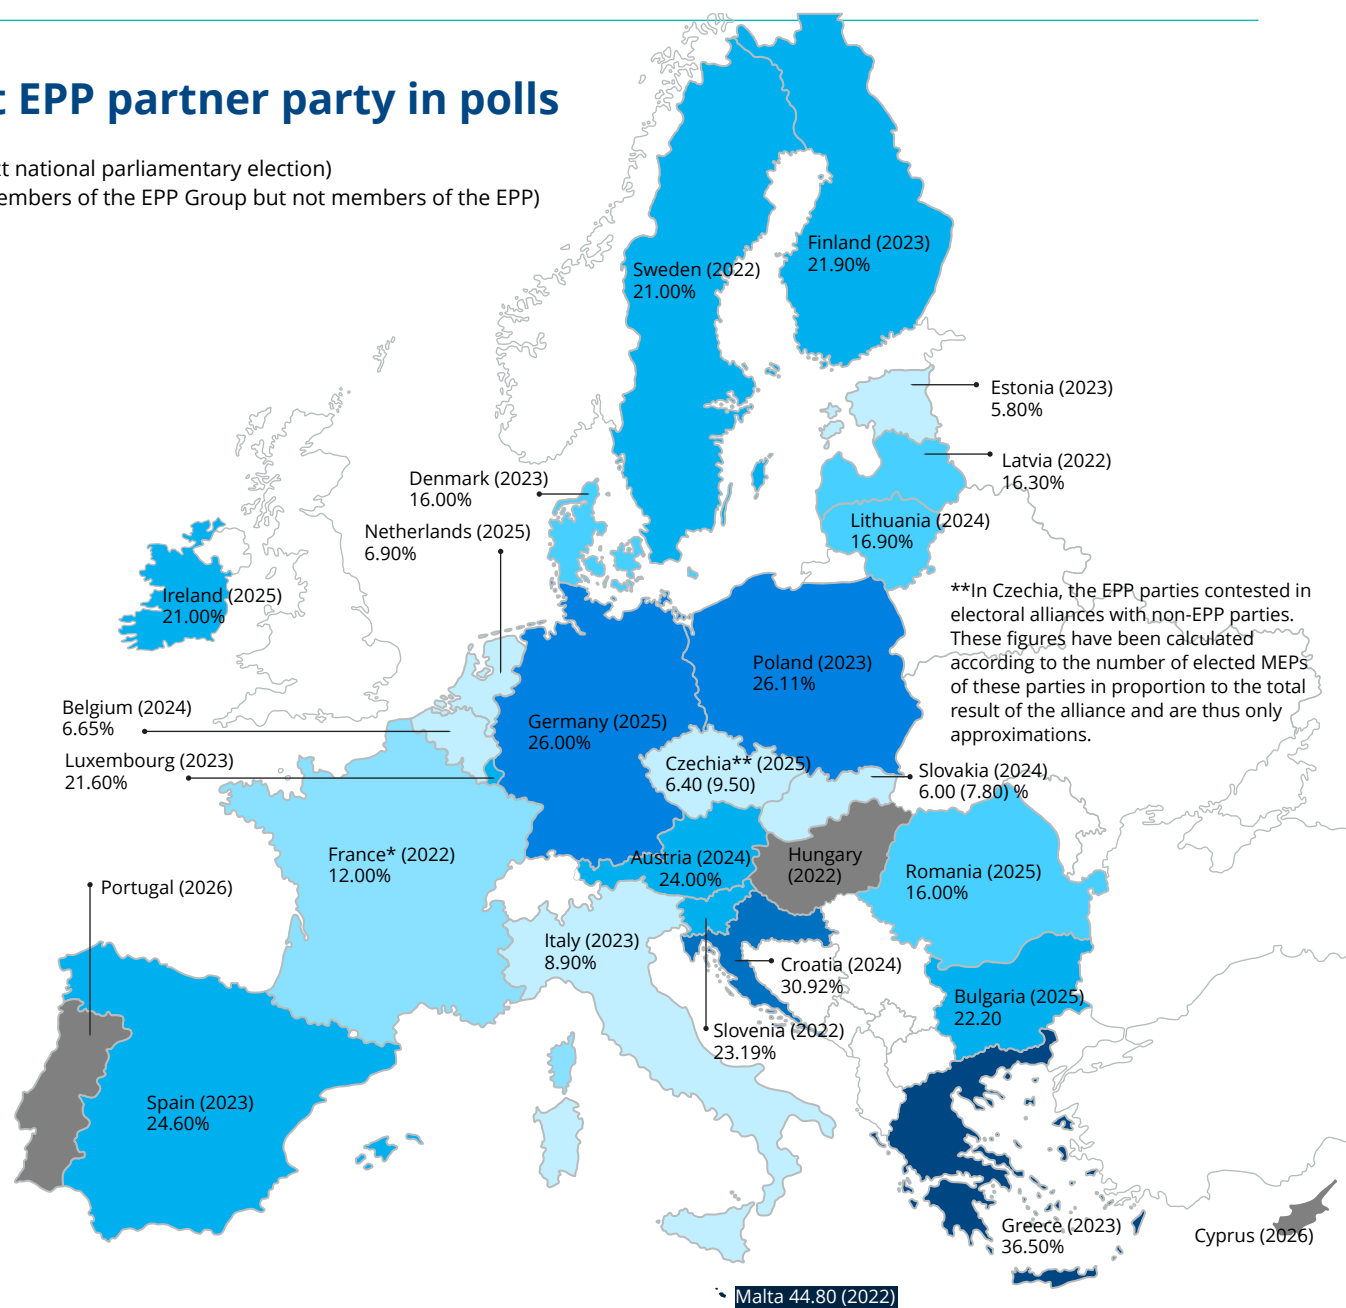 EPP partner party in polls
national parliamentary election)
of the EPP Group but not members of the EPP)
Finland (2023)
21.90%
Sweden (2022)
21.00%
Estonia (2023)
5.80%
Latvia (2022)
16.30%
Denmark (2023)
16.00%
Lithuania (2024)
16.90%
Netherlands (2025)
6.90%
Ireland (2025)
21.00%
**In Czechia, the EPP parties contested in
electoral alliances with non-EPP parties.
These figures have been calculated
according to the number of elected MEPs
of these parties in proportion to the total
result of the alliance and are thus only
approximations.
Poland (2023)
26.11%
Belgium (2024)
6.65%
Germany (2025)
26.00%
Luxembourg (2023)
21.60%
Czechia** (2025)
6.40 (9.50)
Slovakia (2024)
6.00 (7.80) %
France* (2022)
12.00%
Austria (2024)
24.00%
Hungary
(2022)
Romania (2025)
16.00%
Portugal (2026)
Italy (2023)
8.90%
Croatia (2024)
30.92%
Bulgaria (2025)
22.20
Slovenia (2022)
23.19%
Spain (2023)
24.60%
Greece (2023)
36.50%
Cyprus (2026)
Malta 44.80 (2022)